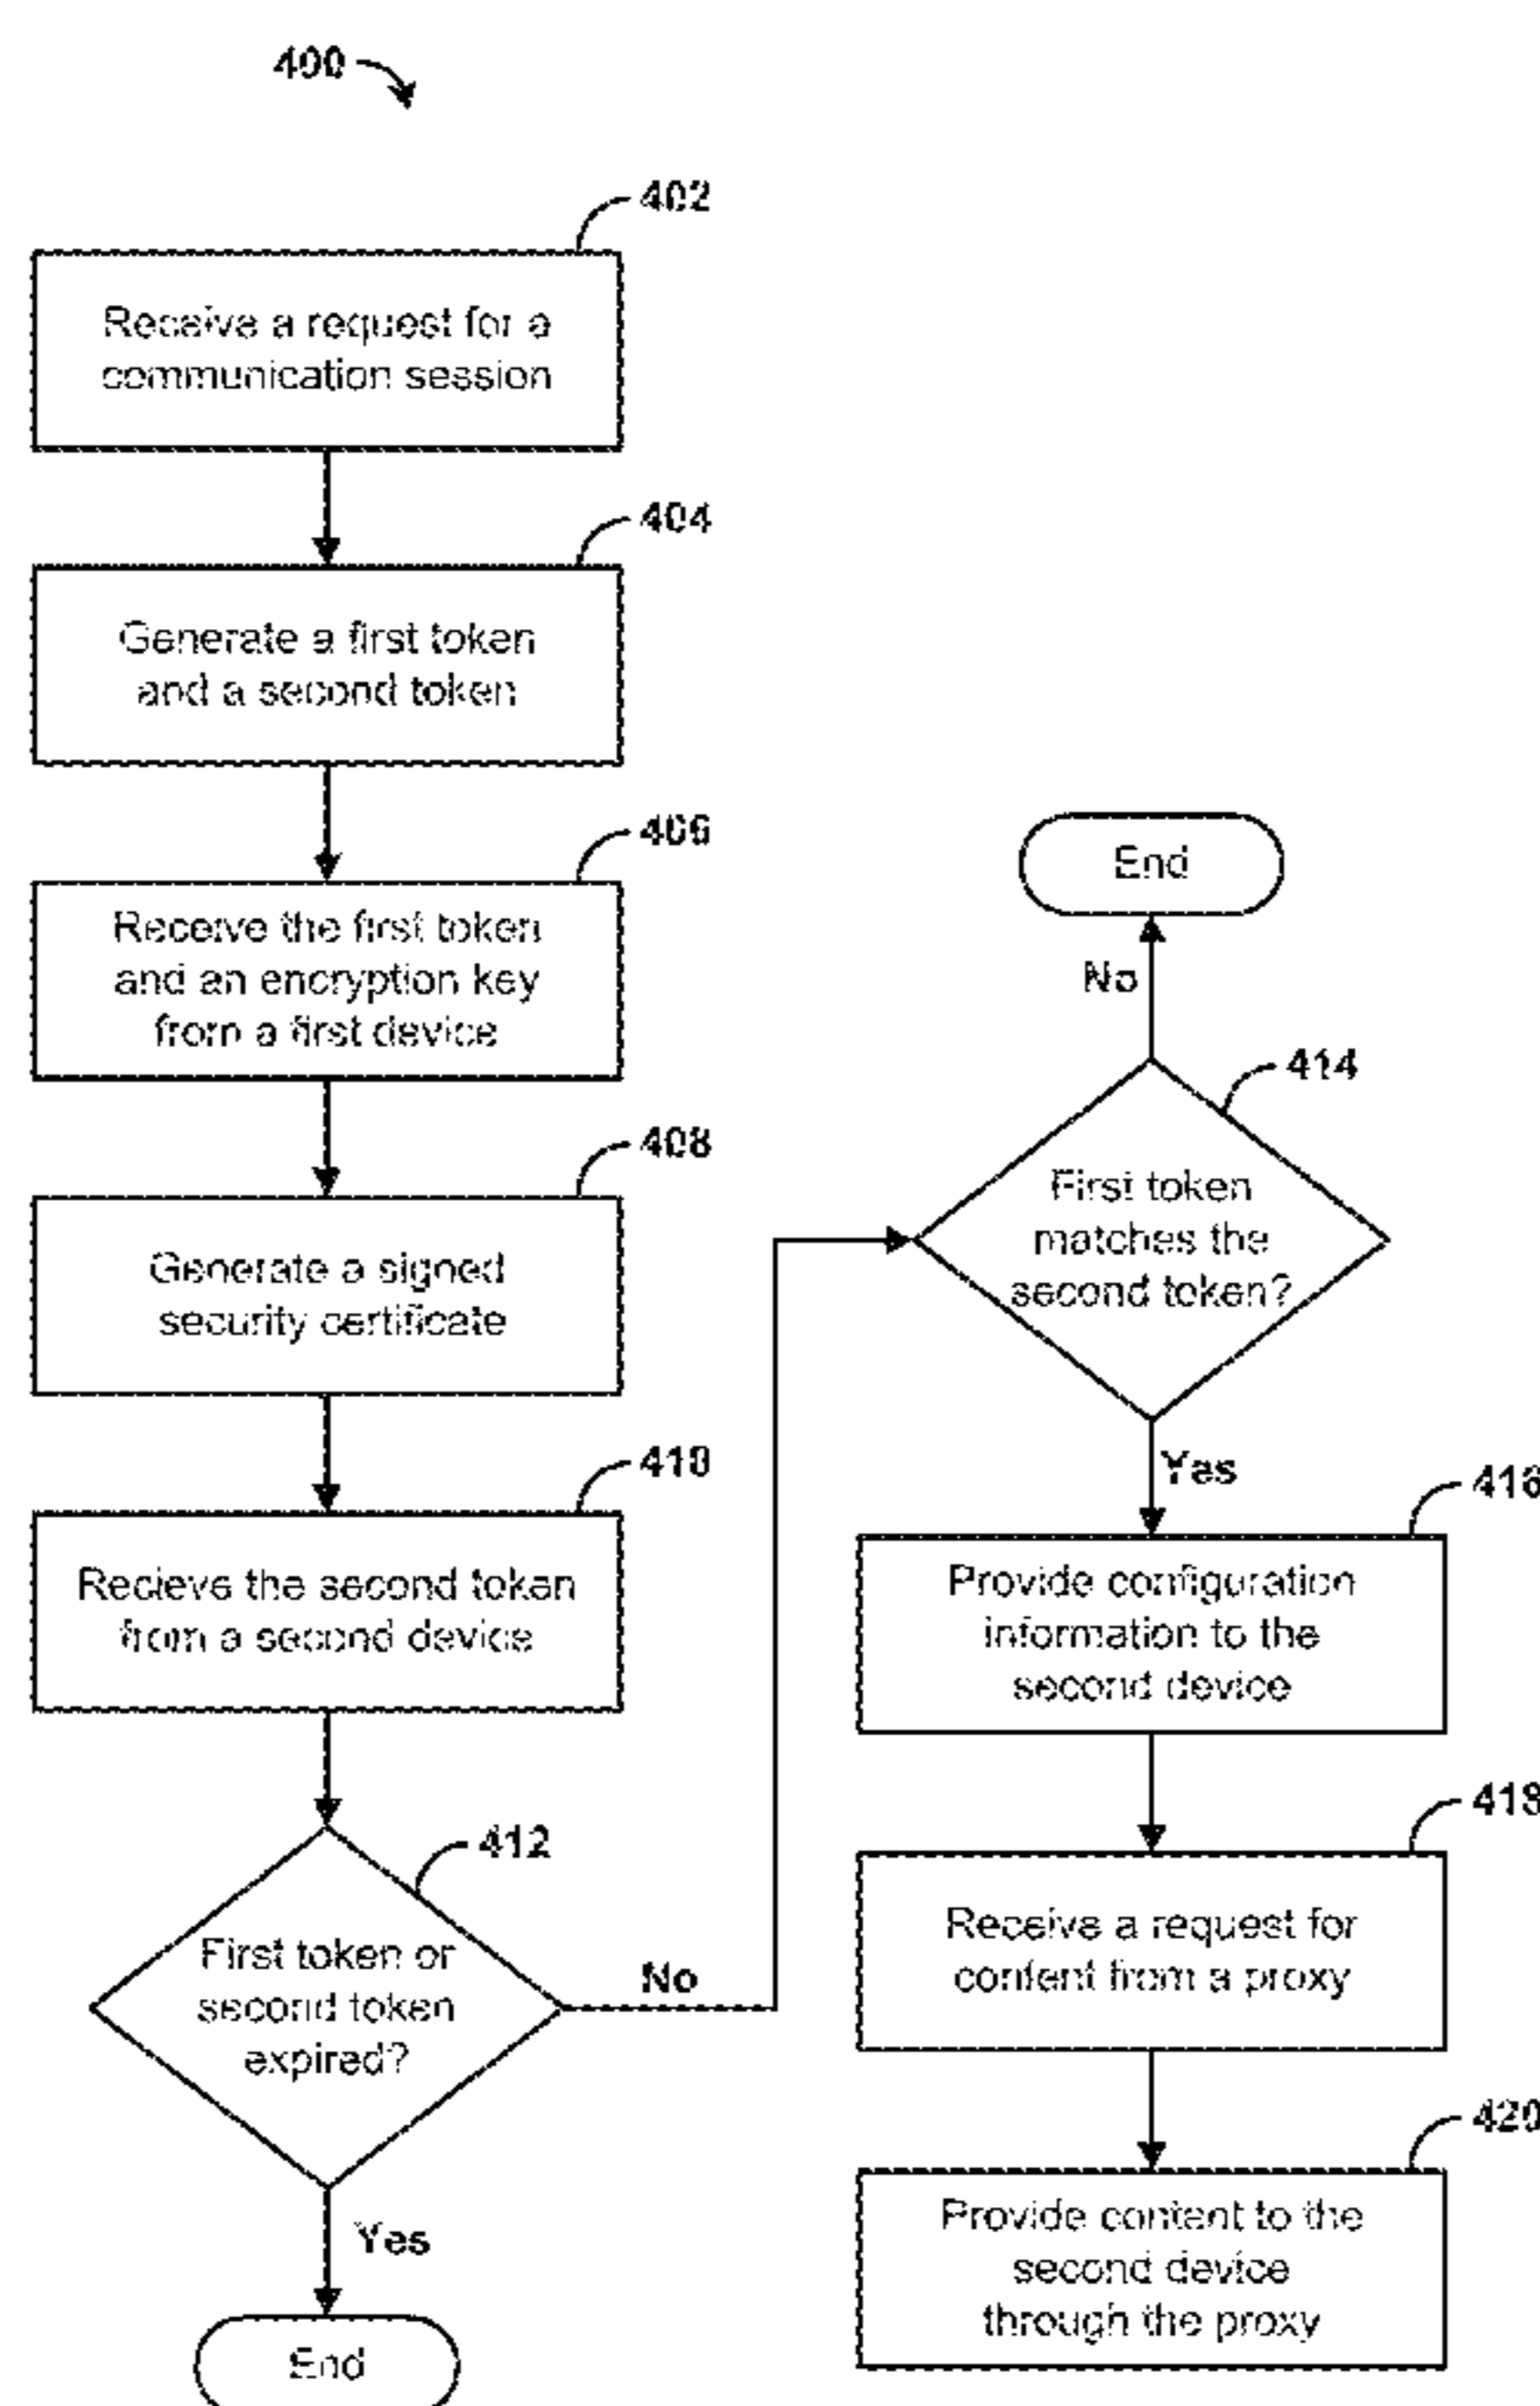 400
402
Receive a request for a
communication session
404
Generate a first token
and a second token
406
Receive the first token
and an encryption key
from a first device
408
Generate a signed
security certificate
410
Recieve the second token
from a second device
412
First token or
second token
expired?
No
Yes
End
End
No
414
First token
matches the
second token?
Yes
416
Provide configuration
information to the
second device
418
Receive a request for
content from a proxy
420
Provide content to the
second device
through the proxy